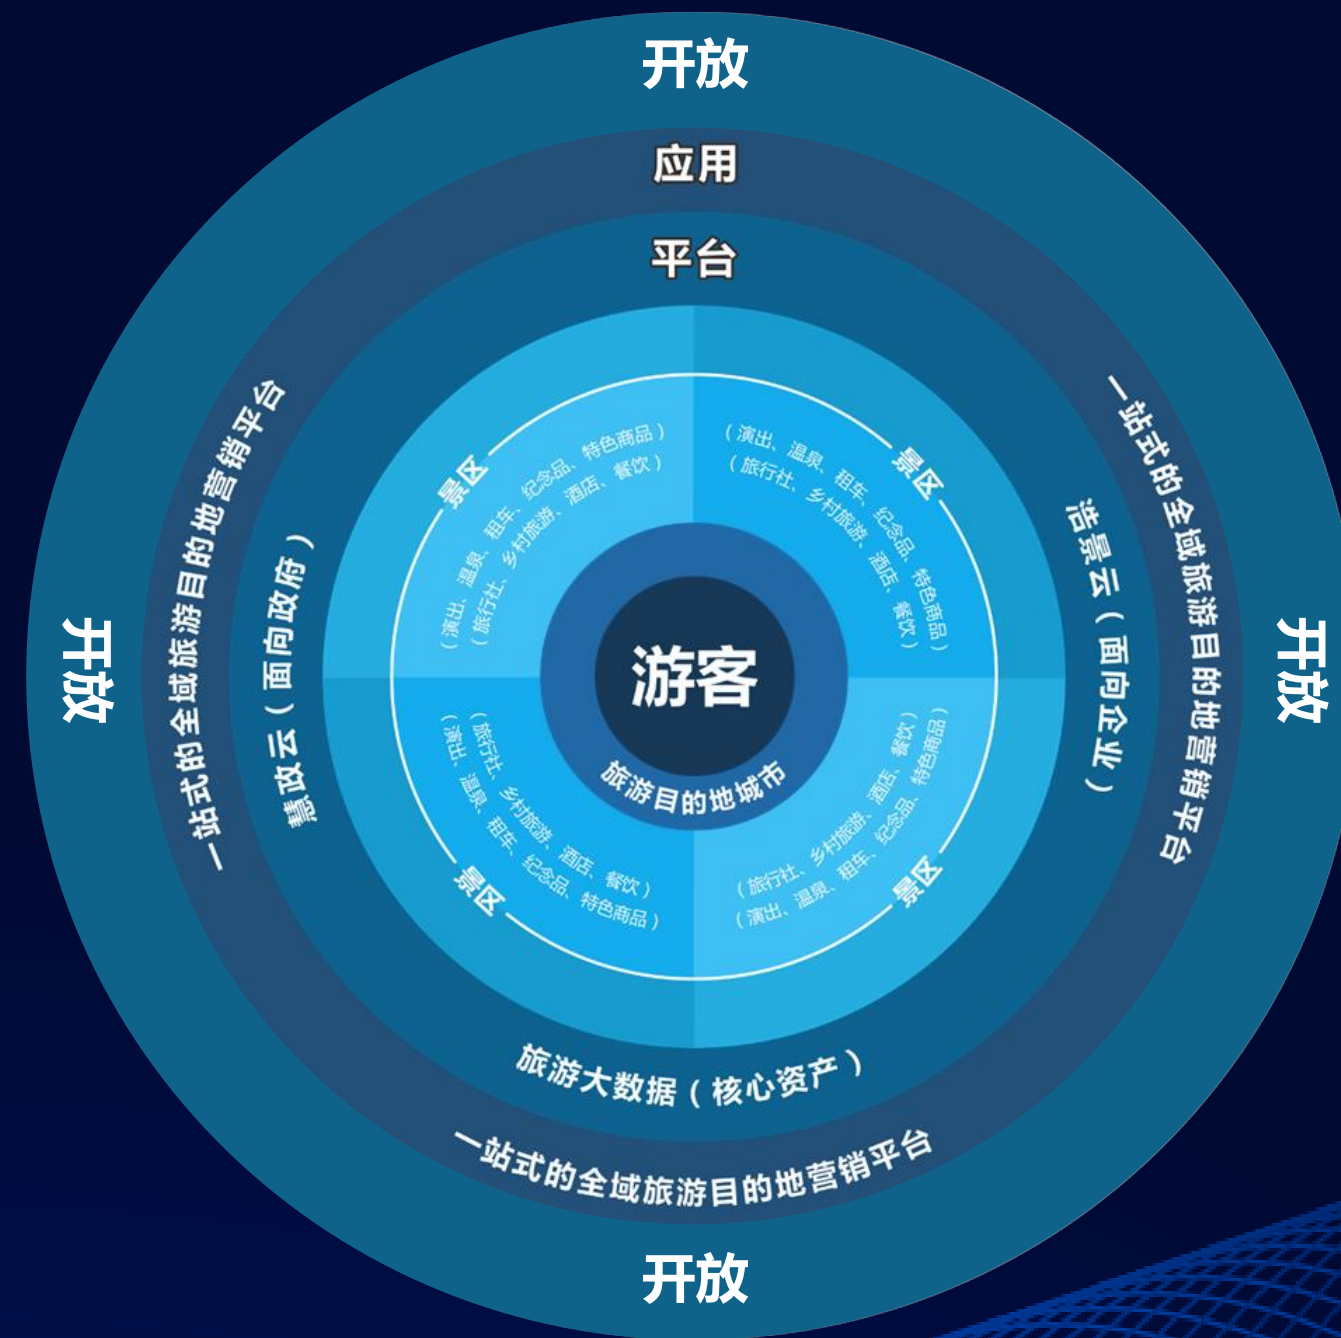 开放
应用
平台
一站式的全域旅游目的地营销平台
一站式的全域旅游目的地营销平台
慧政云（面向政府）
浩景云（面向企业）
景区
（演出、温泉、租车、纪念品、特色商品）
（旅行社、乡村旅游、酒店、餐饮）
景区
（演出、温泉、租车、纪念品、特色商品）
（旅行社、乡村旅游、酒店、餐饮）
开放
游客
旅游目的地城市
开放
（旅行社、乡村旅游、酒店、餐饮）
（演出、温泉、租车、纪念品、特色商品）
景区
（旅行社、乡村旅游、酒店、餐饮）
（演出、温泉、租车、纪念品、特色商品）
景区
旅游大数据（核心资产）
一站式的全域旅游目的地营销平台
开放